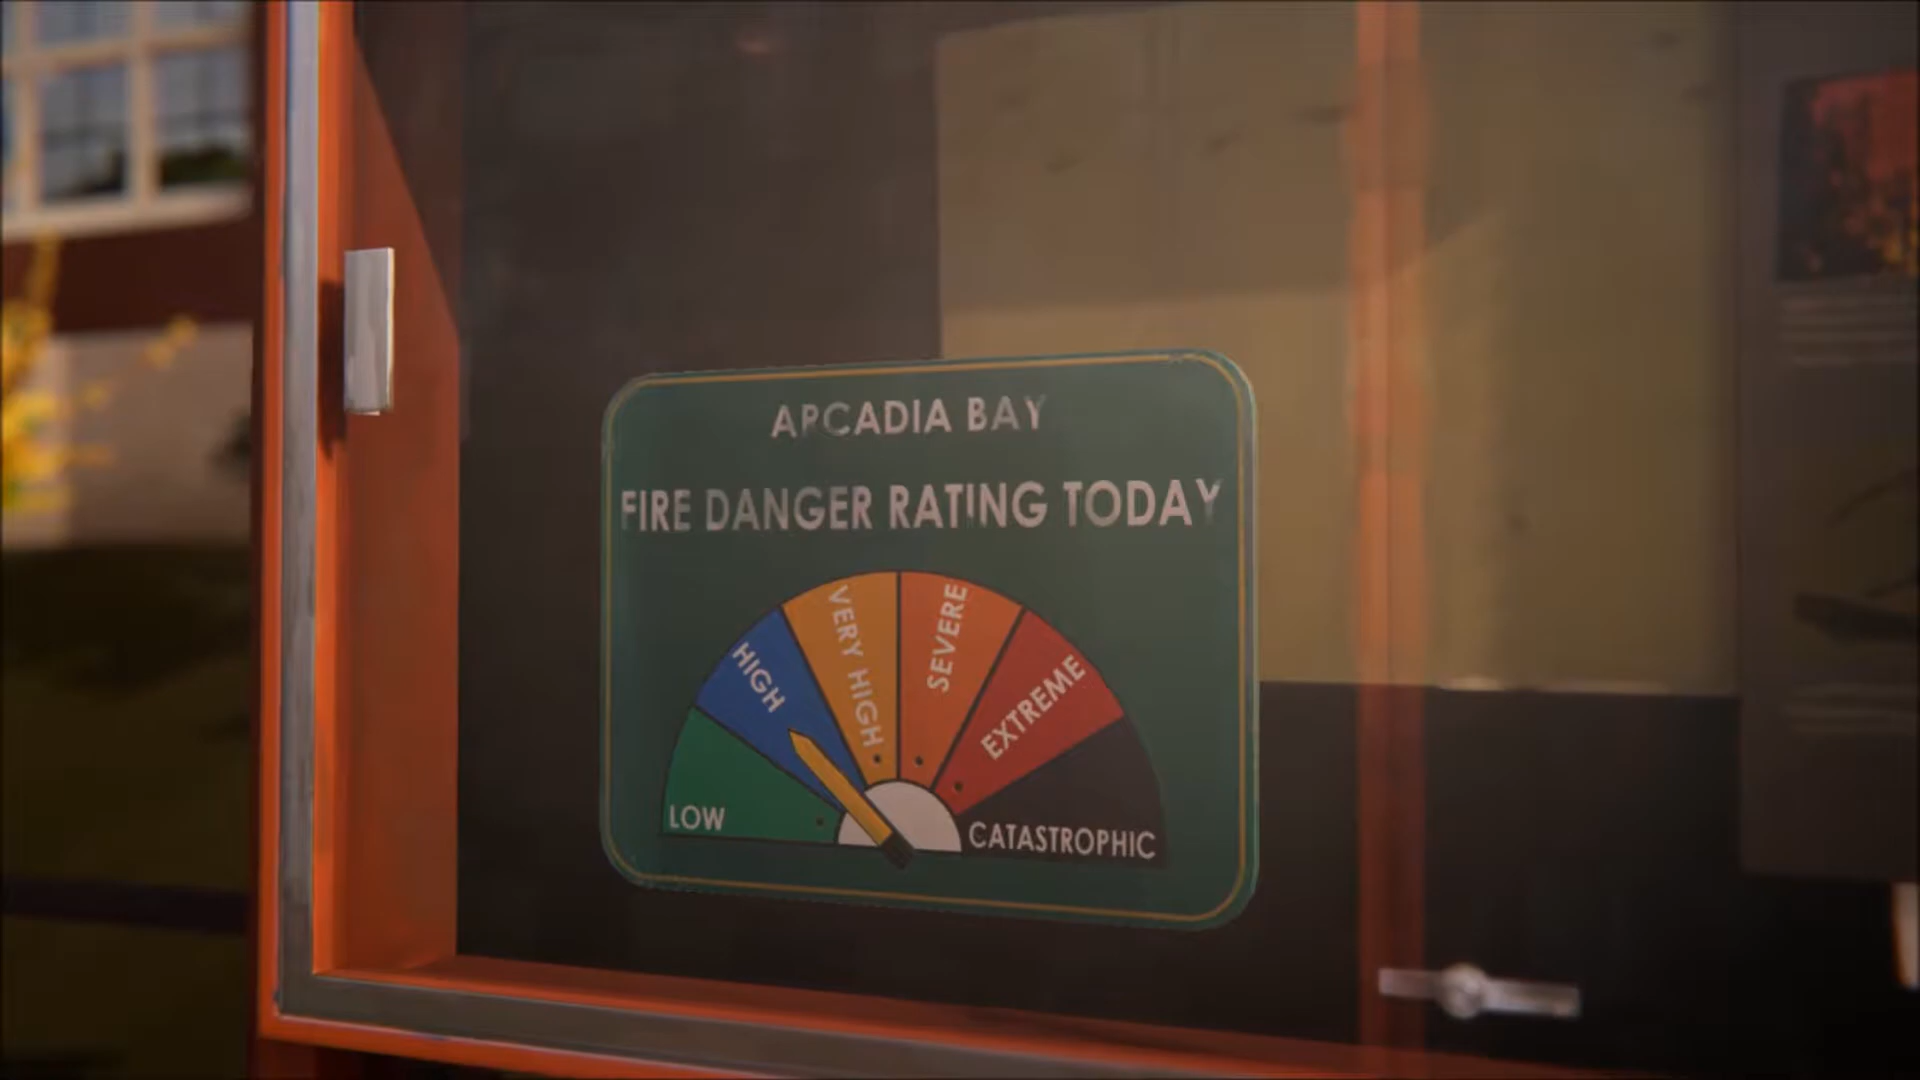 ARCADIA BAY
FIRE DANGER RATING TODAY
LOW
HIGH
VERY HIGH
SEVERE
EXTREME
CATASTROPHIC